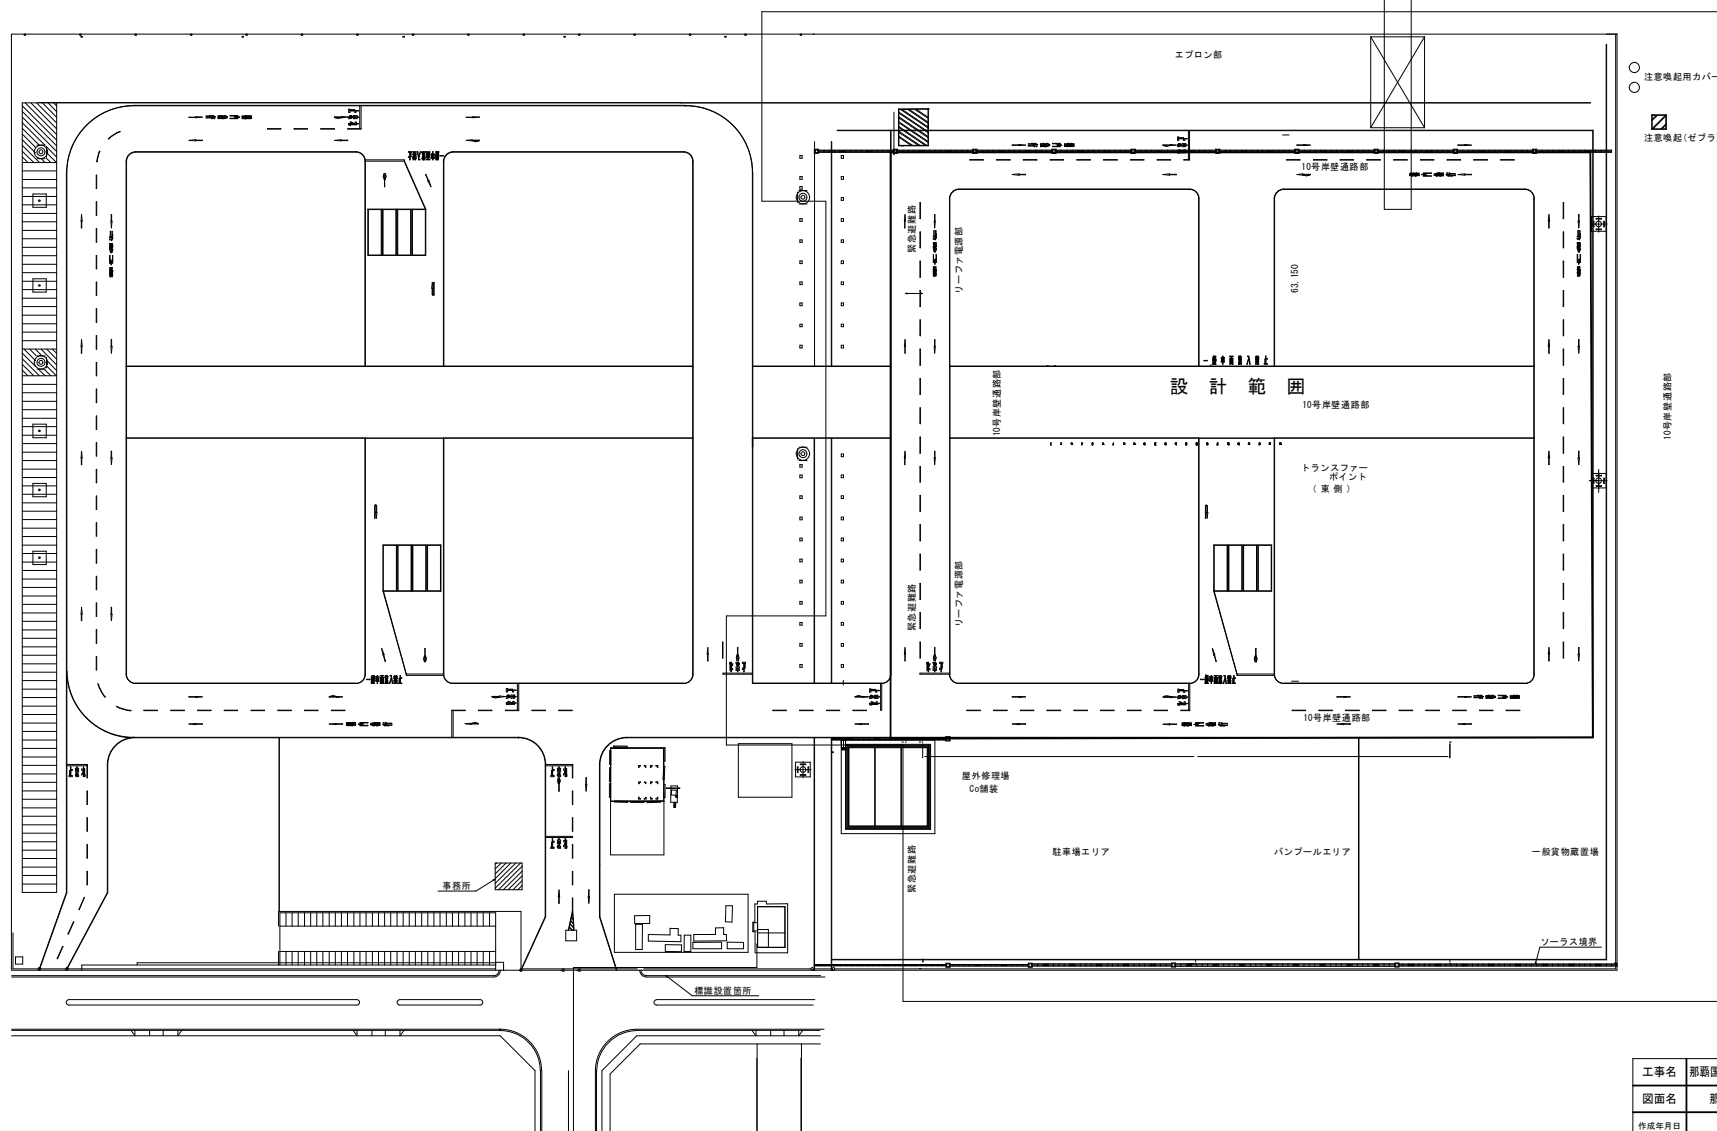 エプロン部
注意喚起用カバー
注意喚起(ゼブラ
10号岸壁通路部
緊急避難路
リーファ電源部
63,150
設計範囲
10号岸壁通路部
10号岸壁通路部
10号岸壁通路部
トランスファー
ポイント
(東側)
緊急避難路
リーファ電源部
10号岸壁通路部
屋外修理場
Co舗装
駐車場エリア
バンプールエリア
一般貨物蔵置場
緊急避難路
事務所
ソーラス境界
標識設置箇所
工事名 那覇国
図面名 那
作成年月日